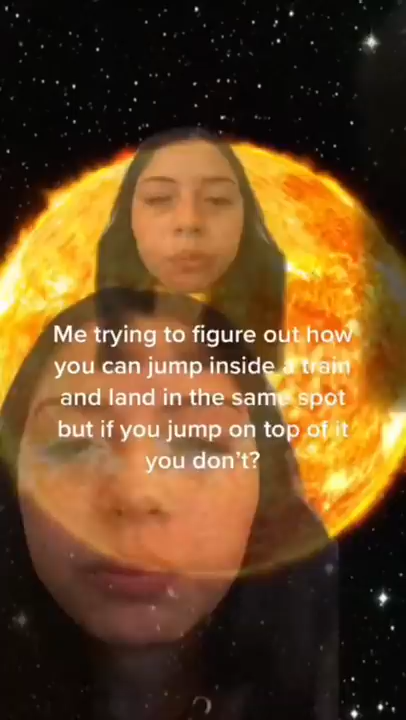 Me trying to figure out how
you can jump inside a train
and land in the same spot
but if you jump on top of it
you don't?